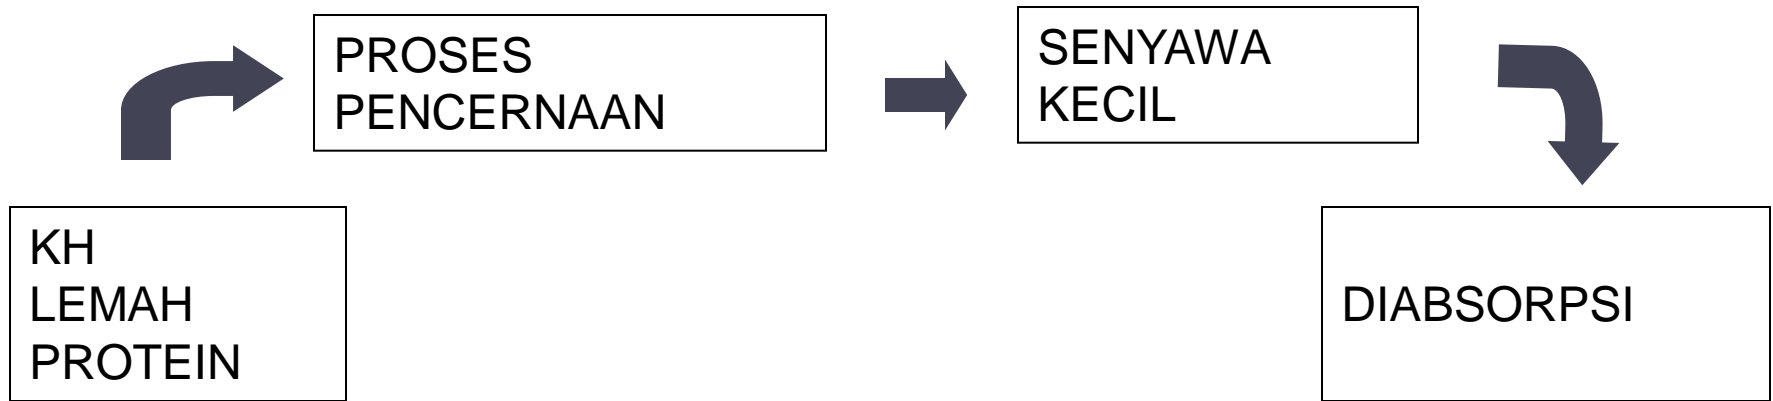 KH
LEMAH
PROTEIN
PROSES
PENCERNAAN
SENYAWA
KECIL
DIABSORPSI